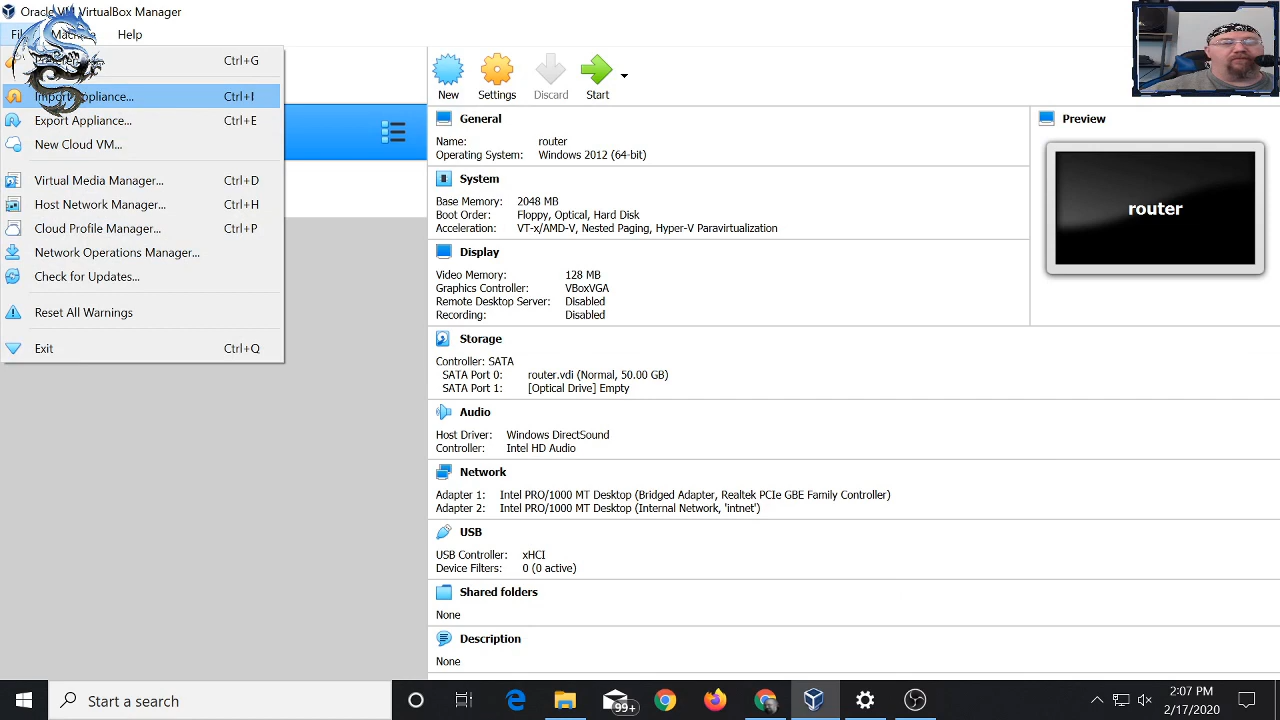 Oracle VM VirtualBox Manager
Help
Ctrl+G
Import Appliance... Ctrl+I
Export Appliance... Ctrl+E
New Cloud VM...
Virtual Media Manager... Ctrl+D
Host Network Manager... Ctrl+H
Cloud Profile Manager... Ctrl+P
Network Operations Manager...
Check for Updates...
Reset All Warnings
Exit Ctrl+Q
New
Settings
Discard
Start
General
Name: router
Operating System: Windows 2012 (64-bit)
System
Base Memory: 2048 MB
Boot Order: Floppy, Optical, Hard Disk
Acceleration: VT-x/AMD-V, Nested Paging, Hyper-V Paravirtualization
Display
Video Memory: 128 MB
Graphics Controller: VBoxVGA
Remote Desktop Server: Disabled
Recording: Disabled
Storage
Controller: SATA
SATA Port 0: router.vdi (Normal, 50.00 GB)
SATA Port 1: [Optical Drive] Empty
Audio
Host Driver: Windows DirectSound
Controller: Intel HD Audio
Network
Adapter 1: Intel PRO/1000 MT Desktop (Bridged Adapter, Realtek PCIe GBE Family Controller)
Adapter 2: Intel PRO/1000 MT Desktop (Internal Network, 'intnet')
USB
USB Controller: xHCI
Device Filters: 0 (0 active)
Shared folders
None
Description
None
Preview
router
Start a search
99+
2:07 PM
2/17/2020